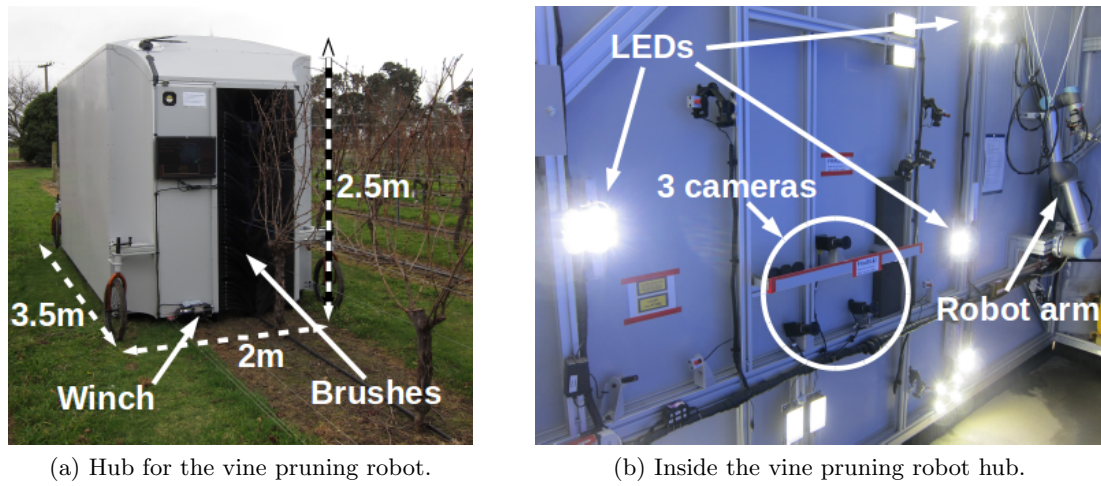 2.5m
3.5m
2m
Winch
Brushes
LEDs
3 cameras
Robot arm
(a) Hub for the vine pruning robot.
(b) Inside the vine pruning robot hub.